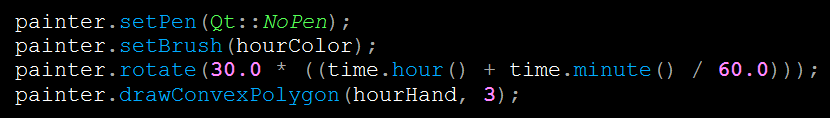 painter.setPen(Qt::NoPen);
painter.setBrush(hourColor);
painter.rotate(30.0 * ((time.hour() + time.minute() / 60.0)));
painter.drawConvexPolygon(hourHand, 3);